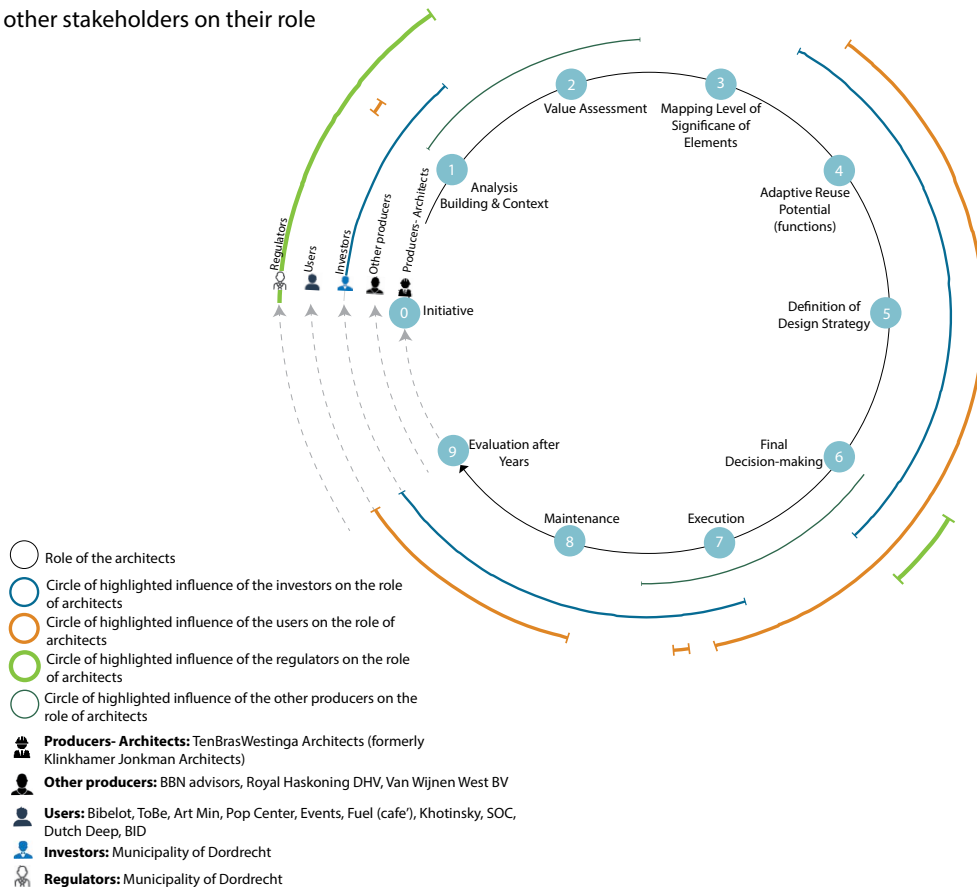 other stakeholders on their role
2
Value Assessment
3
Mapping Level of
Significane of
Elements
1
Analysis
Building & Context
4
Adaptive Reuse
Potential
(functions)
Regulators
Users
Investors
Other producers
Producers- Architects
0
Initiative
5
Definition of
Design Strategy
6
Final
Decision-making
9
Evaluation after
Years
8
Maintenance
7
Execution
Role of the architects
Circle of highlighted influence of the investors on the role
of architects
Circle of highlighted influence of the users on the role of
architects
Circle of highlighted influence of the regulators on the role
of architects
Circle of highlighted influence of the other producers on the
role of architects
Producers- Architects: TenBrasWestinga Architects (formerly
Klinkhamer Jonkman Architects)
Other producers: BBN advisors, Royal Haskoning DHV, Van Wijnen West BV
Users: Bibelot, ToBe, Art Min, Pop Center, Events, Fuel (cafe'), Khotinsky, SOC,
Dutch Deep, BID
Investors: Municipality of Dordrecht
Regulators: Municipality of Dordrecht